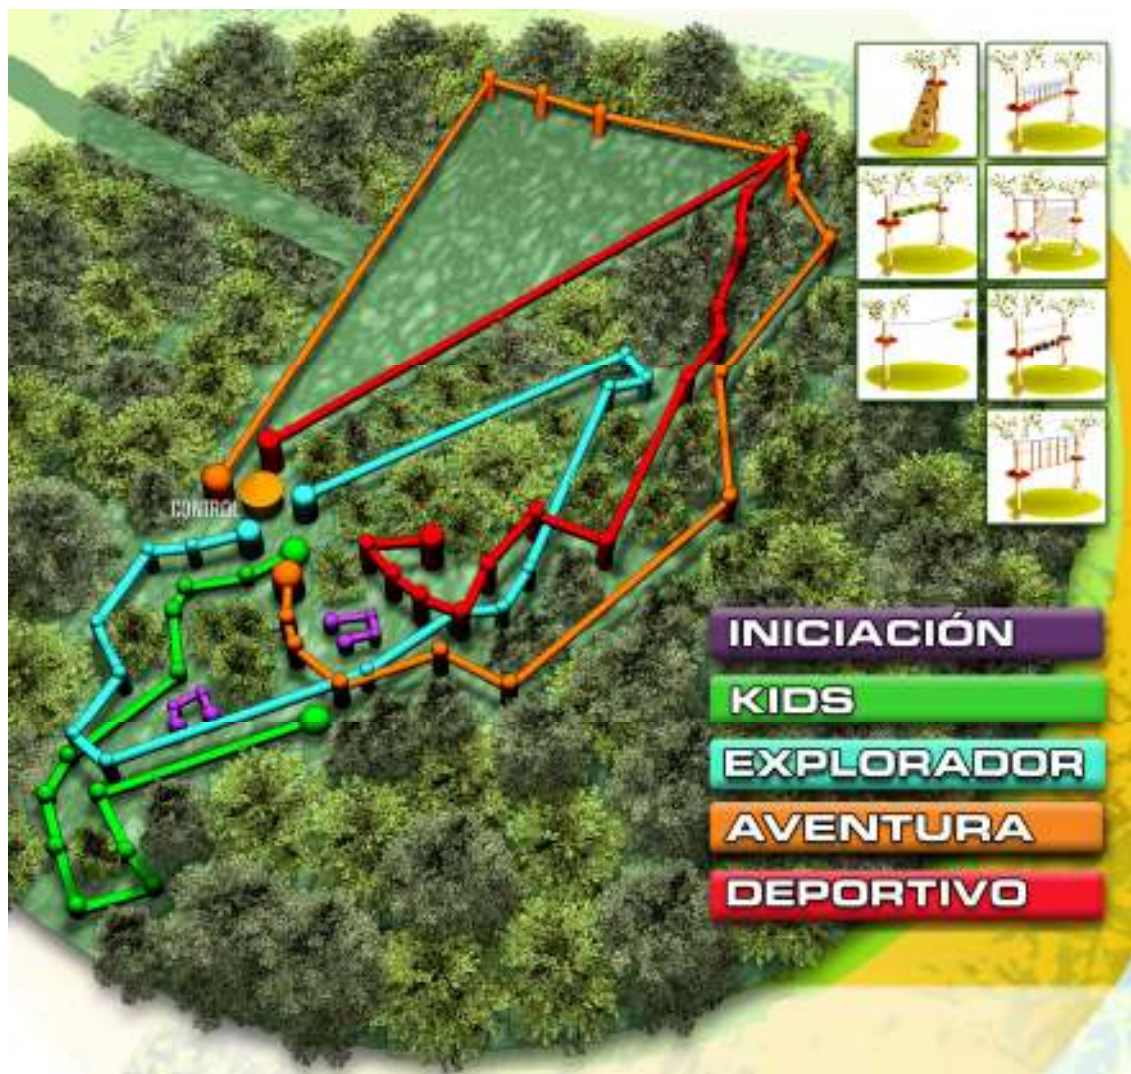 CONTROL
INICIACIÓN
KIDS
EXPLORADOR
AVENTURA
DEPORTIVO